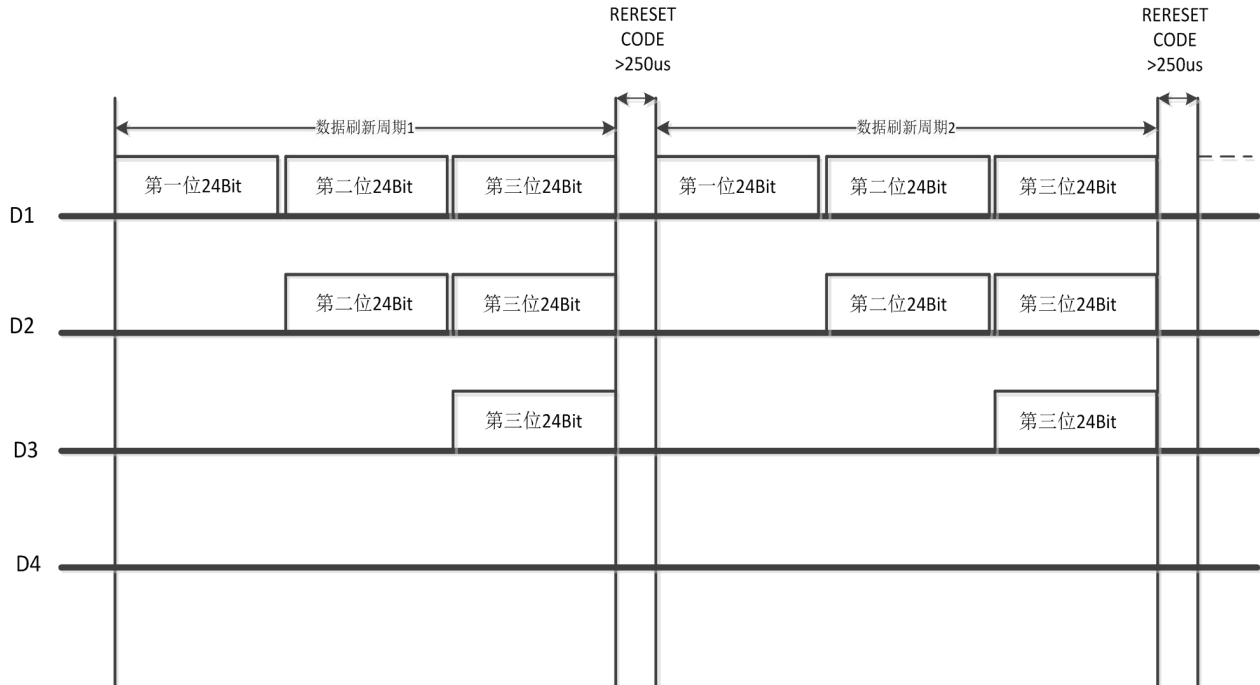 RERESET
CODE
>250us
RERESET
CODE
>250us
数据刷新周期1
数据刷新周期2
第一位24Bit
第二位24Bit
第三位24Bit
第一位24Bit
第二位24Bit
第三位24Bit
D1
第二位24Bit
第三位24Bit
第二位24Bit
第三位24Bit
D2
第三位24Bit
第三位24Bit
D3
D4